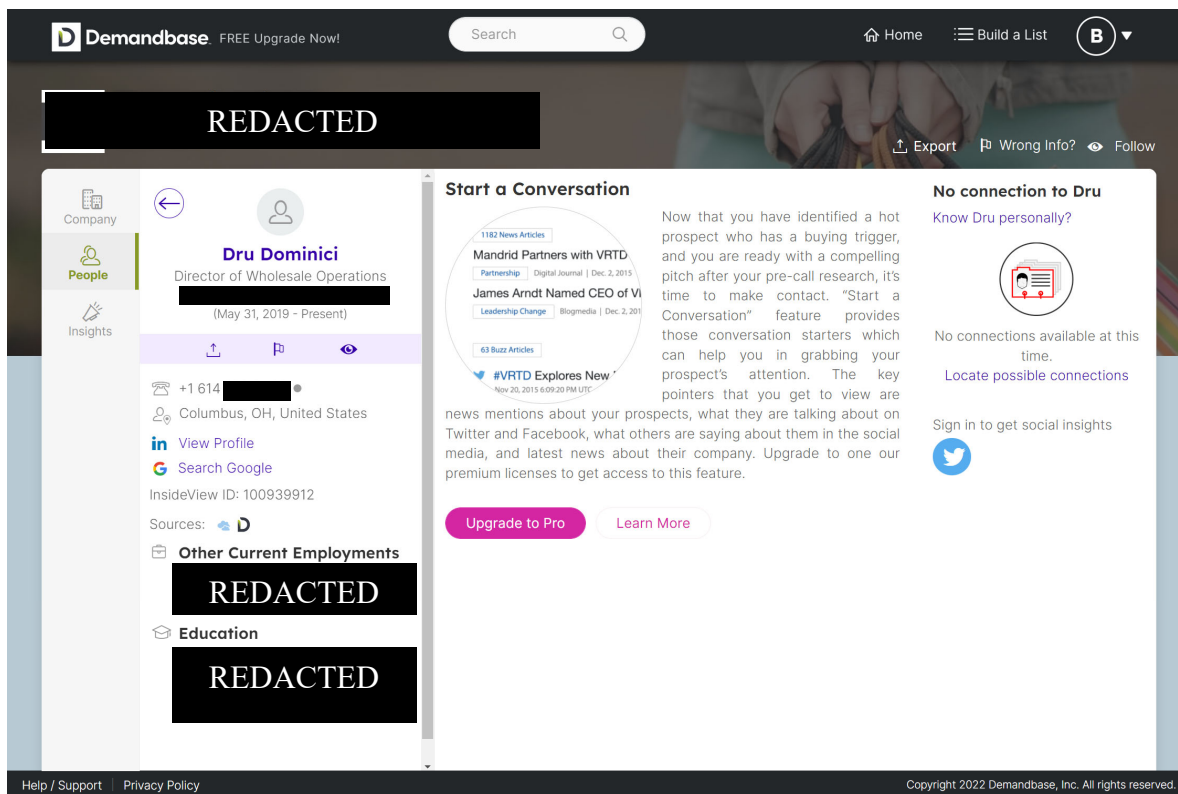 Demandbase. FREE Upgrade Now!
Search
Home
Build a List
B
REDACTED
Export
Wrong Info?
Follow
Company
People
Insights
Dru Dominici
Director of Wholesale Operations
(May 31, 2019 - Present)
+1 614
Columbus, OH, United States
in View Profile
G Search Google
InsideView ID: 100939912
Sources:
Other Current Employments
REDACTED
Education
REDACTED
Start a Conversation
1182 News Articles
Mandrid Partners with VRTD
Partnership Digital Journal | Dec. 2, 2015
James Arndt Named CEO of Vi
Leadership Change Blogmedia | Dec. 2, 201
63 Buzz Articles
#VRTD Explores New
Nov 20, 2015 6:09:20 PM UTC
Now that you have identified a hot
prospect who has a buying trigger,
and you are ready with a compelling
pitch after your pre-call research, it's
time to make contact. "Start a
Conversation" feature provides
those conversation starters which
can help you in grabbing your
prospect's attention. The key
pointers that you get to view are
news mentions about your prospects, what they are talking about on
Twitter and Facebook, what others are saying about them in the social
media, and latest news about their company. Upgrade to one our
premium licenses to get access to this feature.
Upgrade to Pro
Learn More
No connection to Dru
Know Dru personally?
No connections available at this
time.
Locate possible connections
Sign in to get social insights
Help / Support | Privacy Policy
Copyright 2022 Demandbase, Inc. All rights reserved.